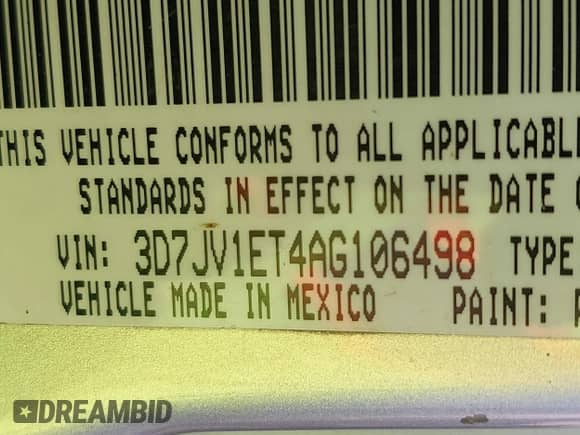 THIS VEHICLE CONFORMS TO ALL APPLICABLE
STANDARDS IN EFFECT ON THE DATE
VIN: 3D7JV1ET4AG106498 TYPE
VEHICLE MADE IN MEXICO PAINT:
DREAMBID